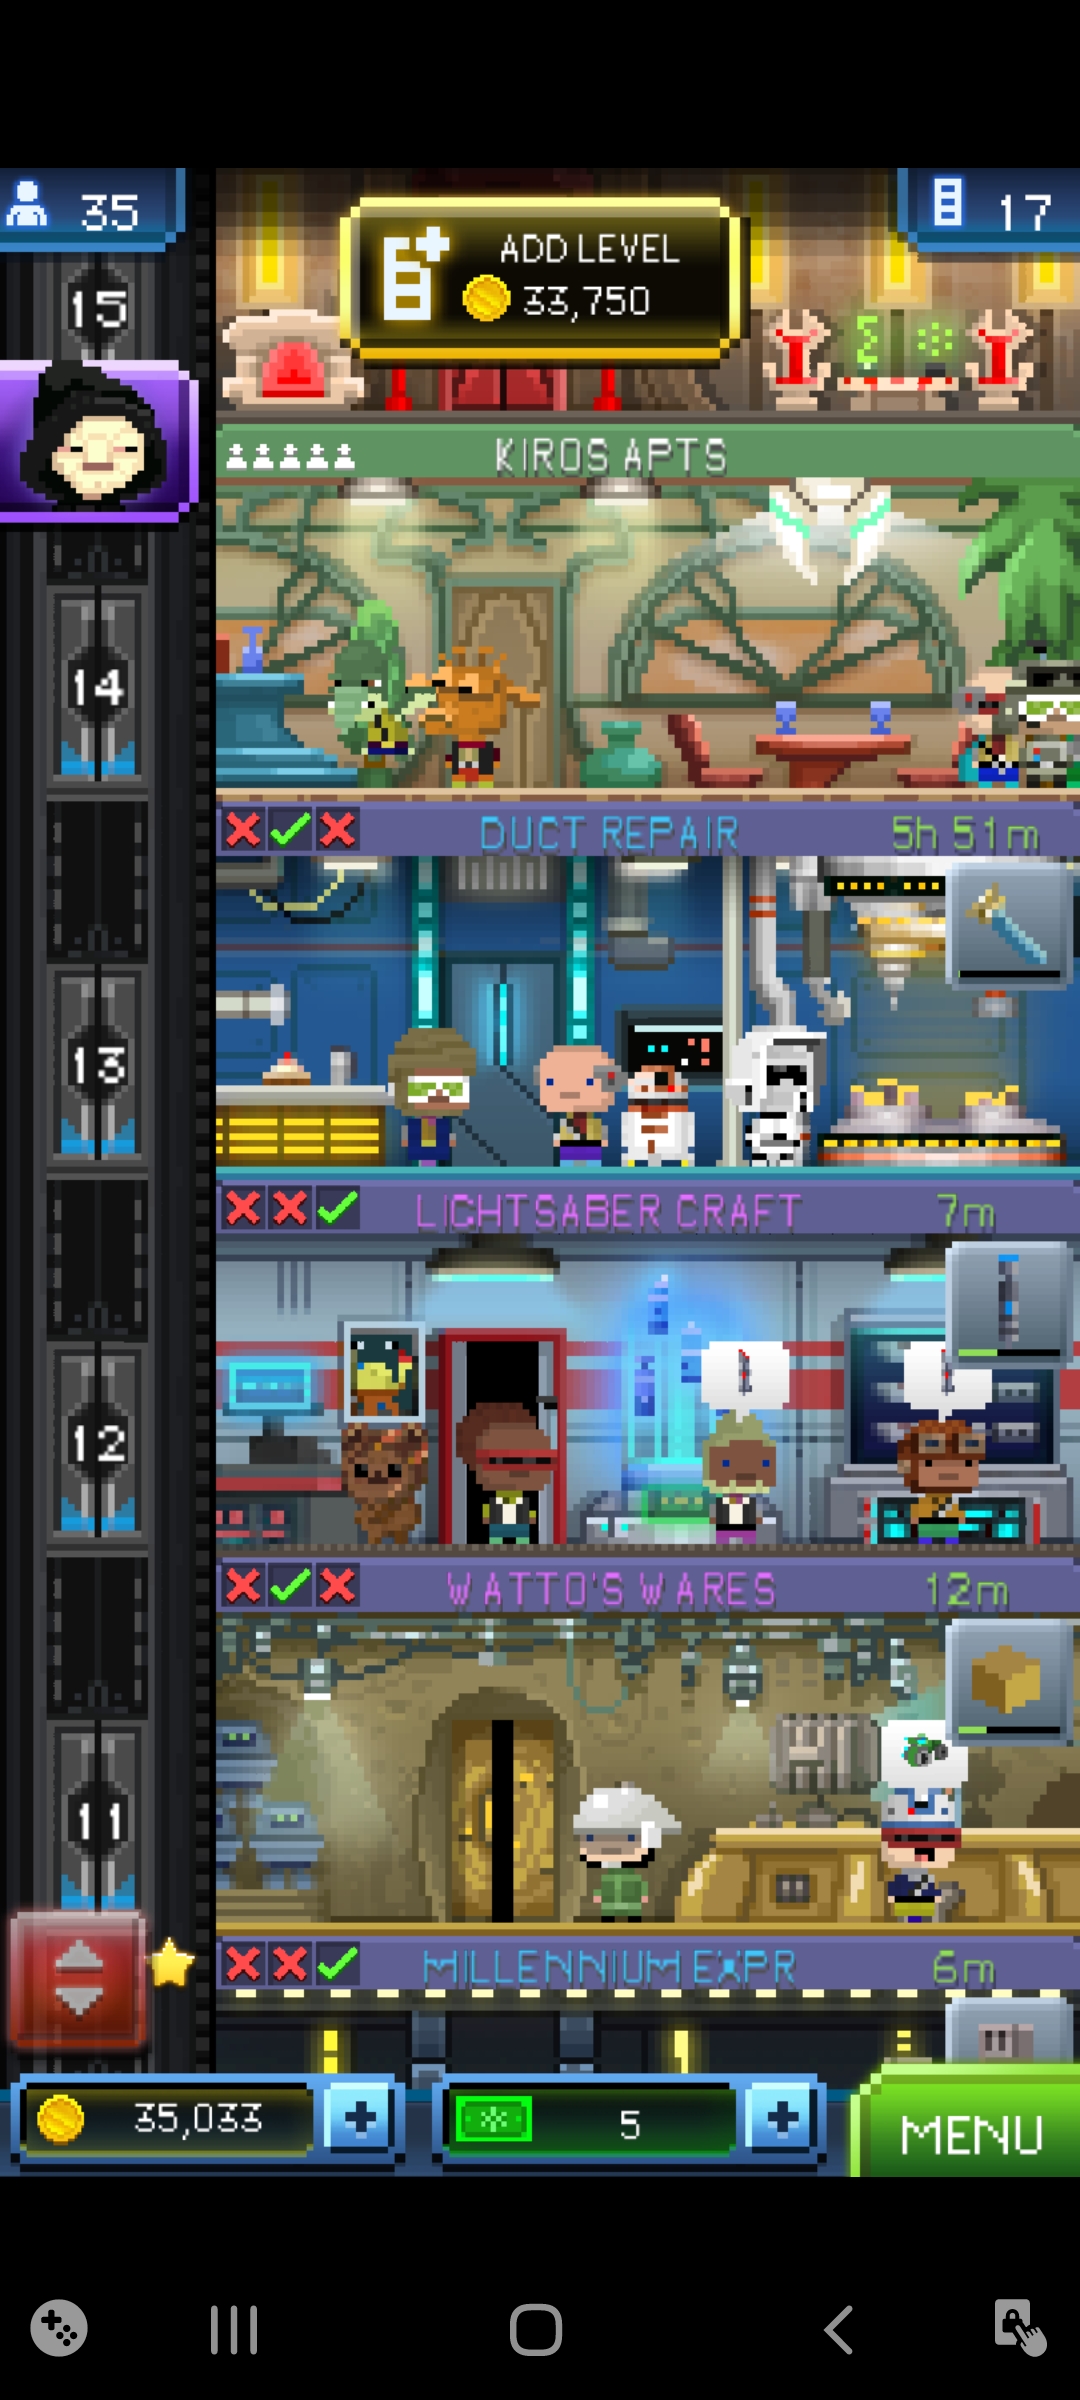 35
ADD LEVEL
33,750
17
15
KIROS APTS
14
DUCT REPAIR 5h 51m
13
LIGHTSABER CRAFT 7m
12
WATTO'S WARES 12m
11
MILLENNIUM EXPR 6m
35,033
5
MENU